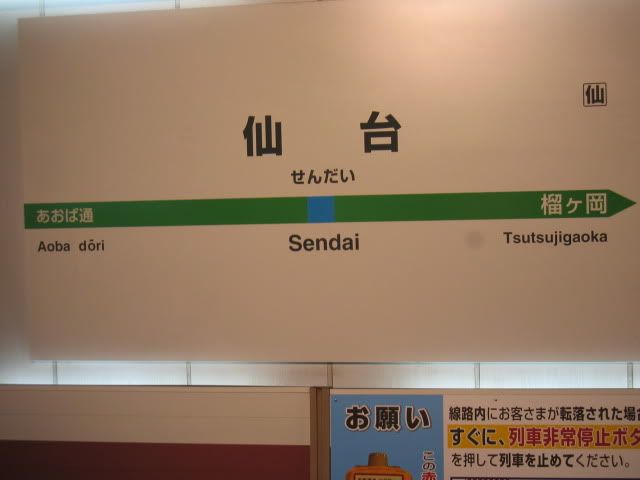 仙
仙台
せんだい
あおば通
榴ヶ岡
Aoba dōri
Sendai
Tsutsujigaoka
お願い
この赤
線路内にお客さまが転落された場合
すぐに、列車非常停止ボタ
を押して列車を止めてください。